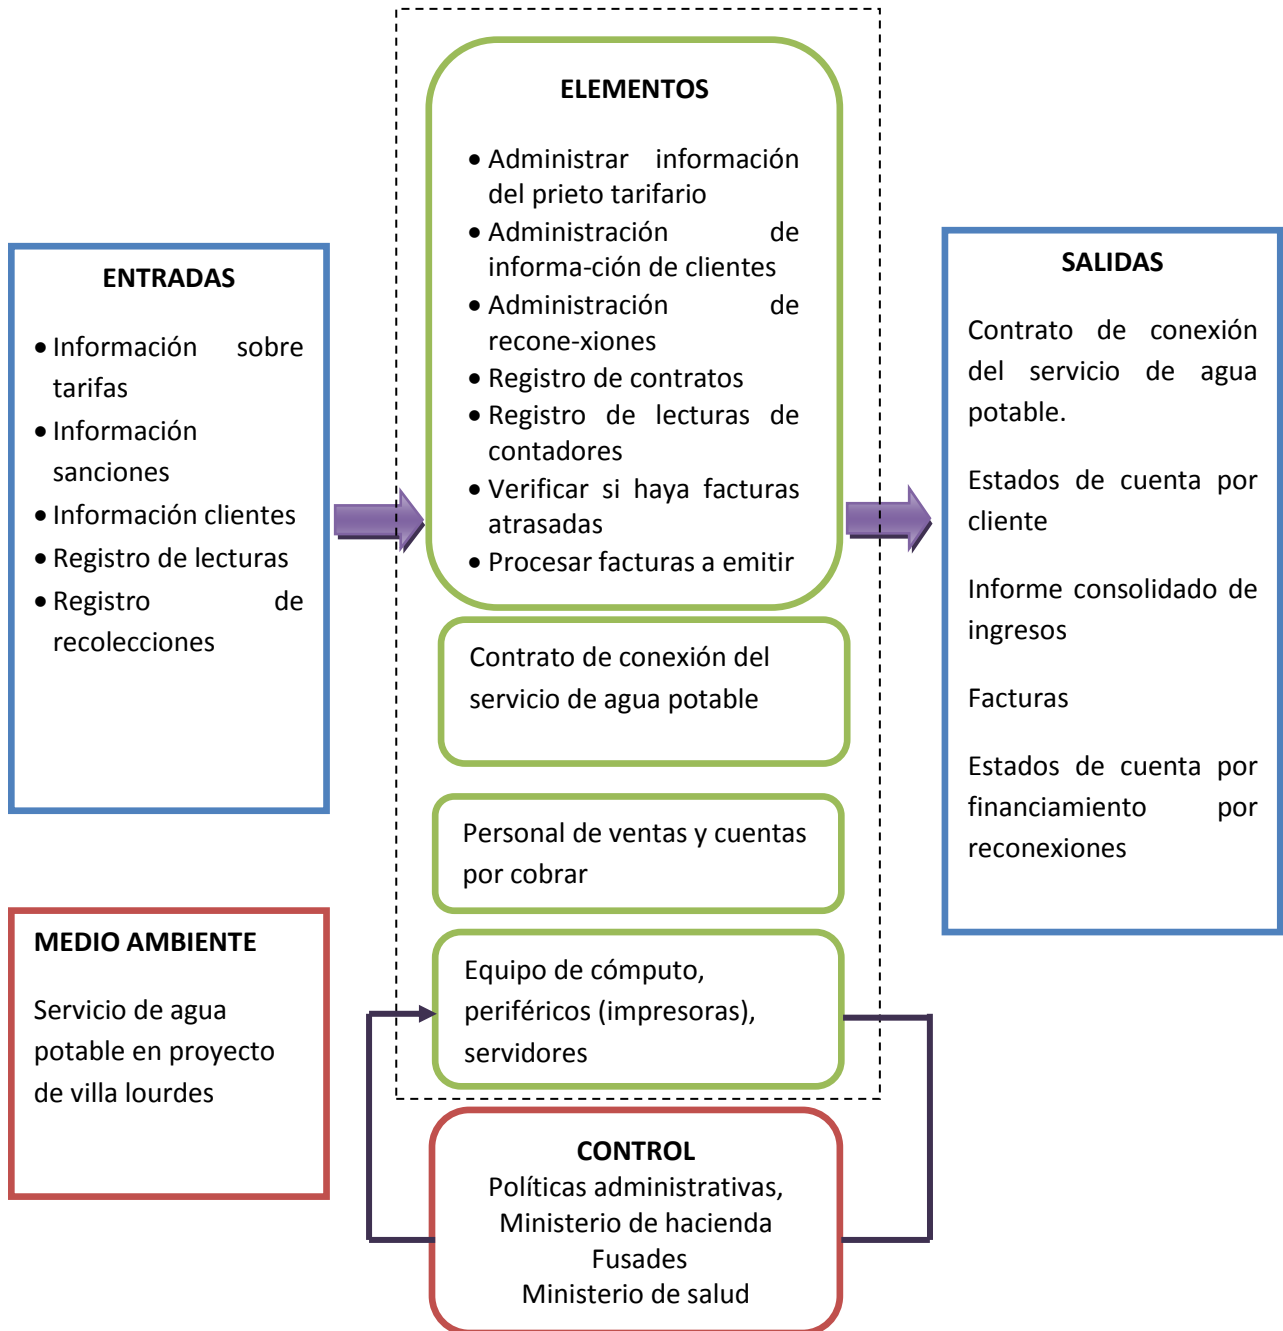 ENTRADAS
• Información sobre
tarifas
• Información
sanciones
• Información clientes
• Registro de lecturas
• Registro de
recolecciones
MEDIO AMBIENTE
Servicio de agua
potable en proyecto
de villa lourdes
ELEMENTOS
• Administrar información
del prieto tarifario
• Administración de
informa-ción de clientes
• Administración de
recone-xiones
• Registro de contratos
• Registro de lecturas de
contadores
• Verificar si haya facturas
atrasadas
• Procesar facturas a emitir
Contrato de conexión del
servicio de agua potable
Personal de ventas y cuentas
por cobrar
Equipo de cómputo,
periféricos (impresoras),
servidores
CONTROL
Políticas administrativas,
Ministerio de hacienda
Fusades
Ministerio de salud
SALIDAS
Contrato de conexión
del servicio de agua
potable.
Estados de cuenta por
cliente
Informe consolidado de
ingresos
Facturas
Estados de cuenta por
financiamiento por
reconexiones